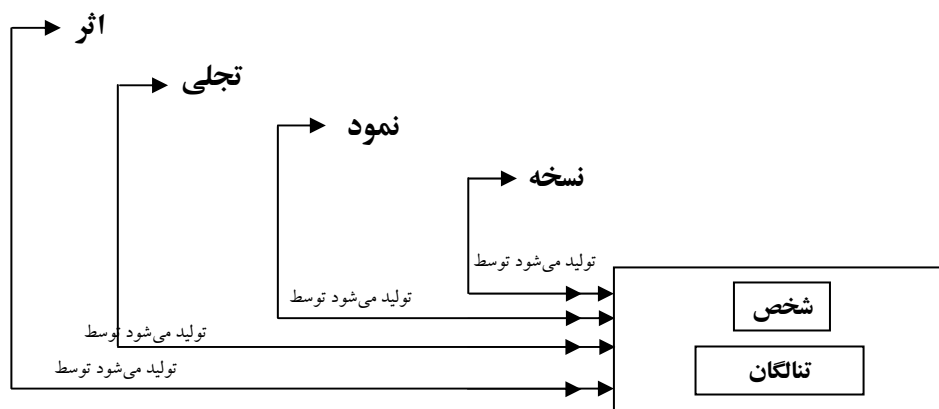 اثر
تجلی
نمود
نسخه
تولید می‌شود توسط
شخص
تولید می‌شود توسط
تولید می‌شود توسط
تنالگان
تولید می‌شود توسط